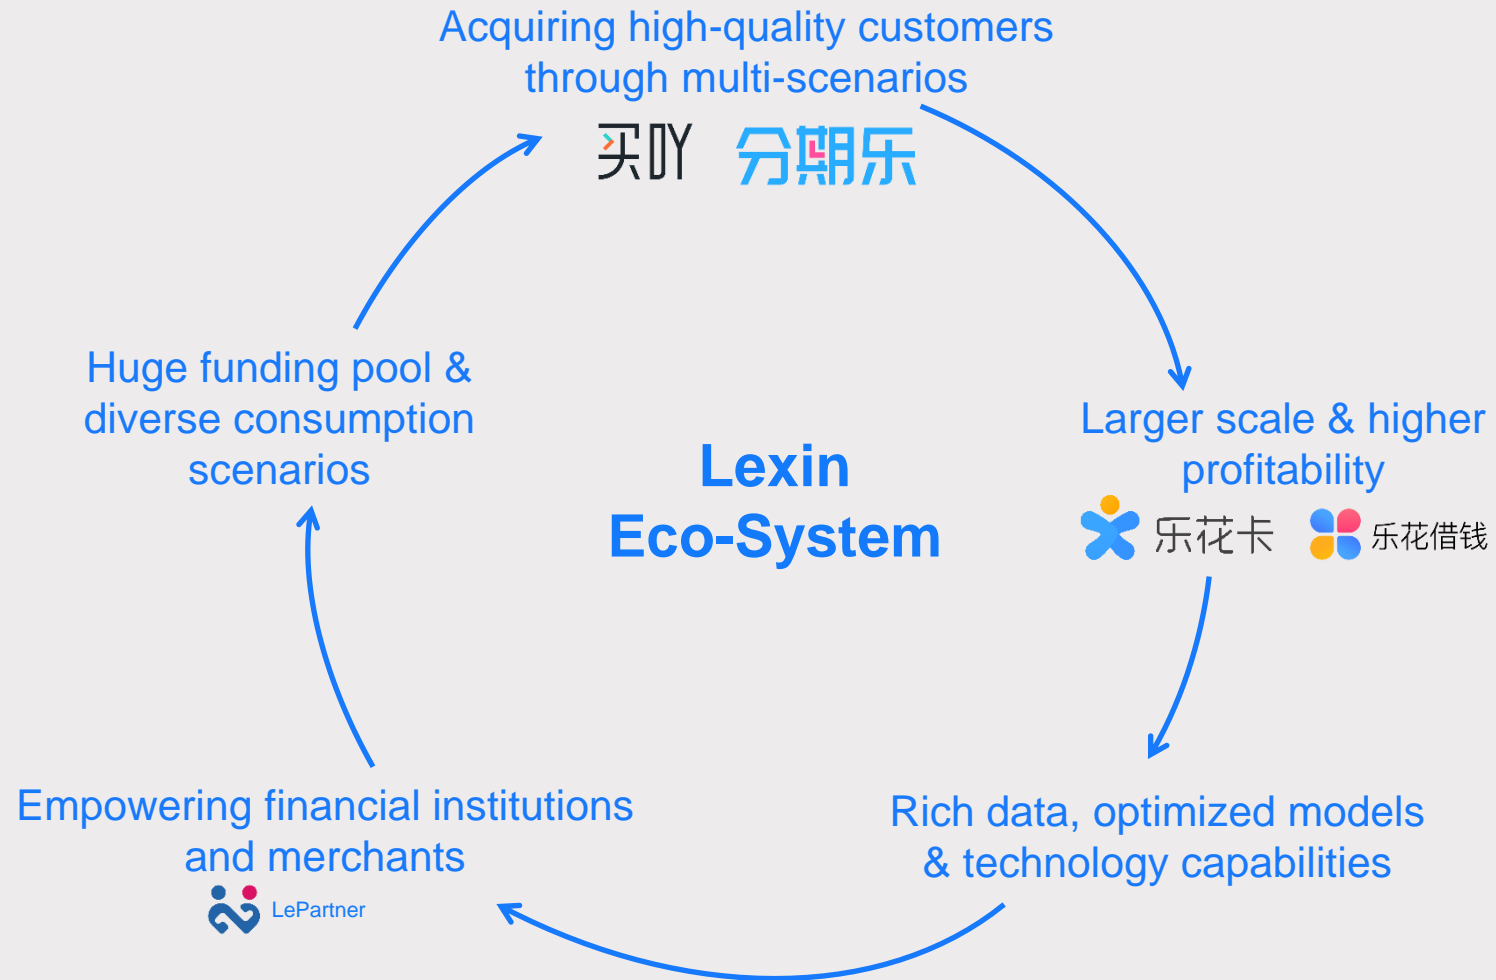 Acquiring high-quality customers
through multi-scenarios
买吖 分期乐
Huge funding pool &
diverse consumption
scenarios
Larger scale & higher
profitability
乐花卡 乐花借钱
Lexin
Eco-System
Empowering financial institutions
and merchants
LePartner
Rich data, optimized models
& technology capabilities